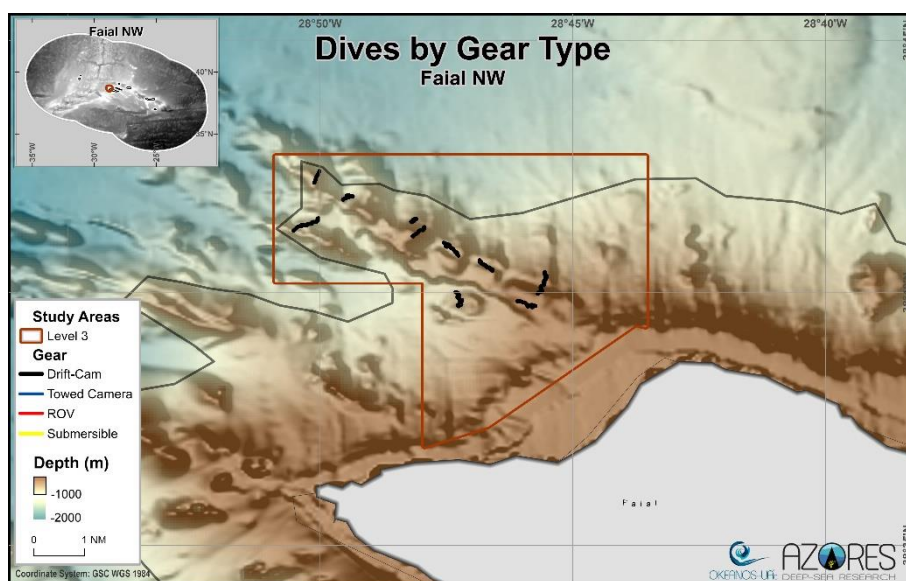 Faial NW
40°N
35°N
35°W
30°W
25°W
28°50'W
28°45'W
28°40'W
Dives by Gear Type
Faial NW
Study Areas
Level 3
Gear
Drift-Cam
Towed Camera
ROV
Submersible
Depth (m)
-1000
-2000
0
1 NM
Faial
Coordinate System: GSC WGS 1984
OKEANOS-UAc
AZORES
DEEP-SEA RESEARCH